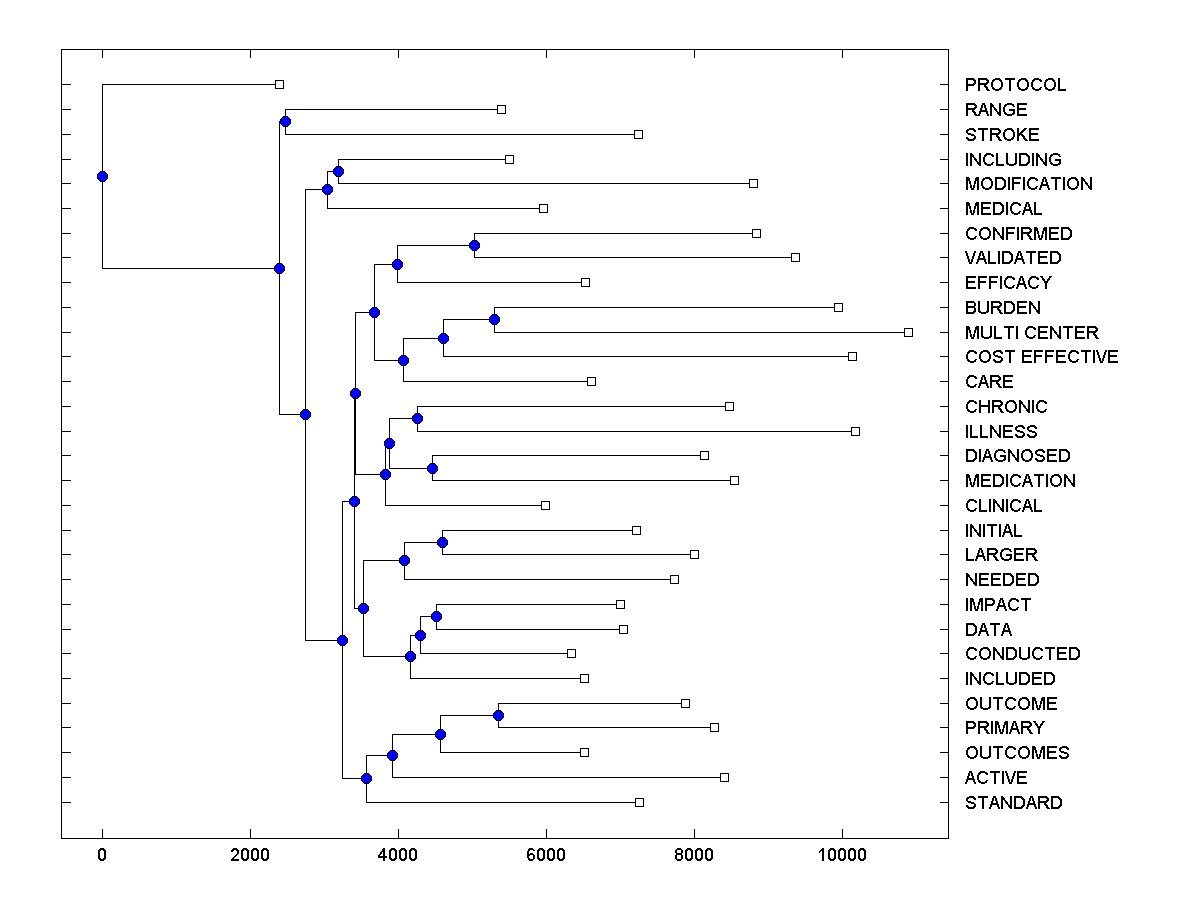 PROTOCOL
RANGE
STROKE
INCLUDING
MODIFICATION
MEDICAL
CONFIRMED
VALIDATED
EFFICACY
BURDEN
MULTI CENTER
COST EFFECTIVE
CARE
CHRONIC
ILLNESS
DIAGNOSED
MEDICATION
CLINICAL
INITIAL
LARGER
NEEDED
IMPACT
DATA
CONDUCTED
INCLUDED
OUTCOME
PRIMARY
OUTCOMES
ACTIVE
STANDARD
0 2000 4000 6000 8000 10000